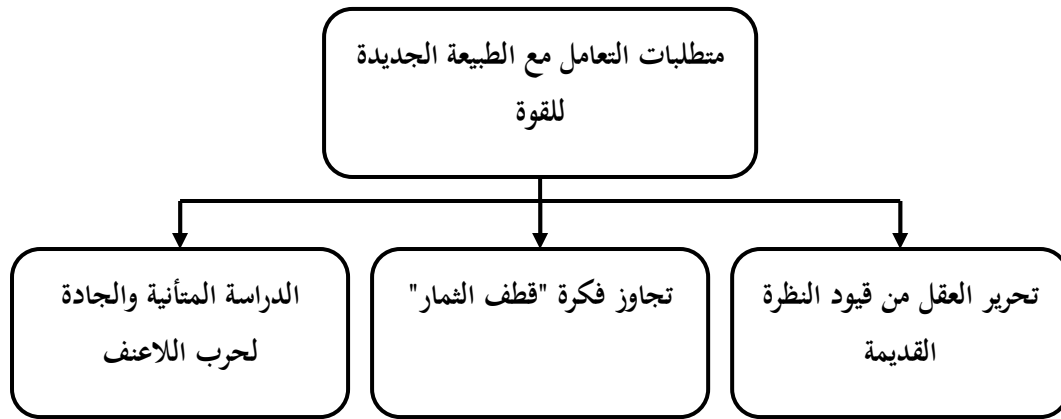 متطلبات التعامل مع الطبيعة الجديدة
للقوة
تحرير العقل من قيود النظرة
القديمة
تجاوز فكرة "قطف الثمار"
الدراسة المتأنية والجادة
لحرب اللاعنف